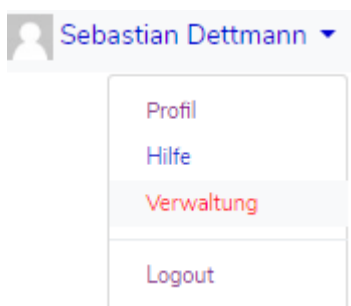 Sebastian Dettmann
Profil
Hilfe
Verwaltung
Logout